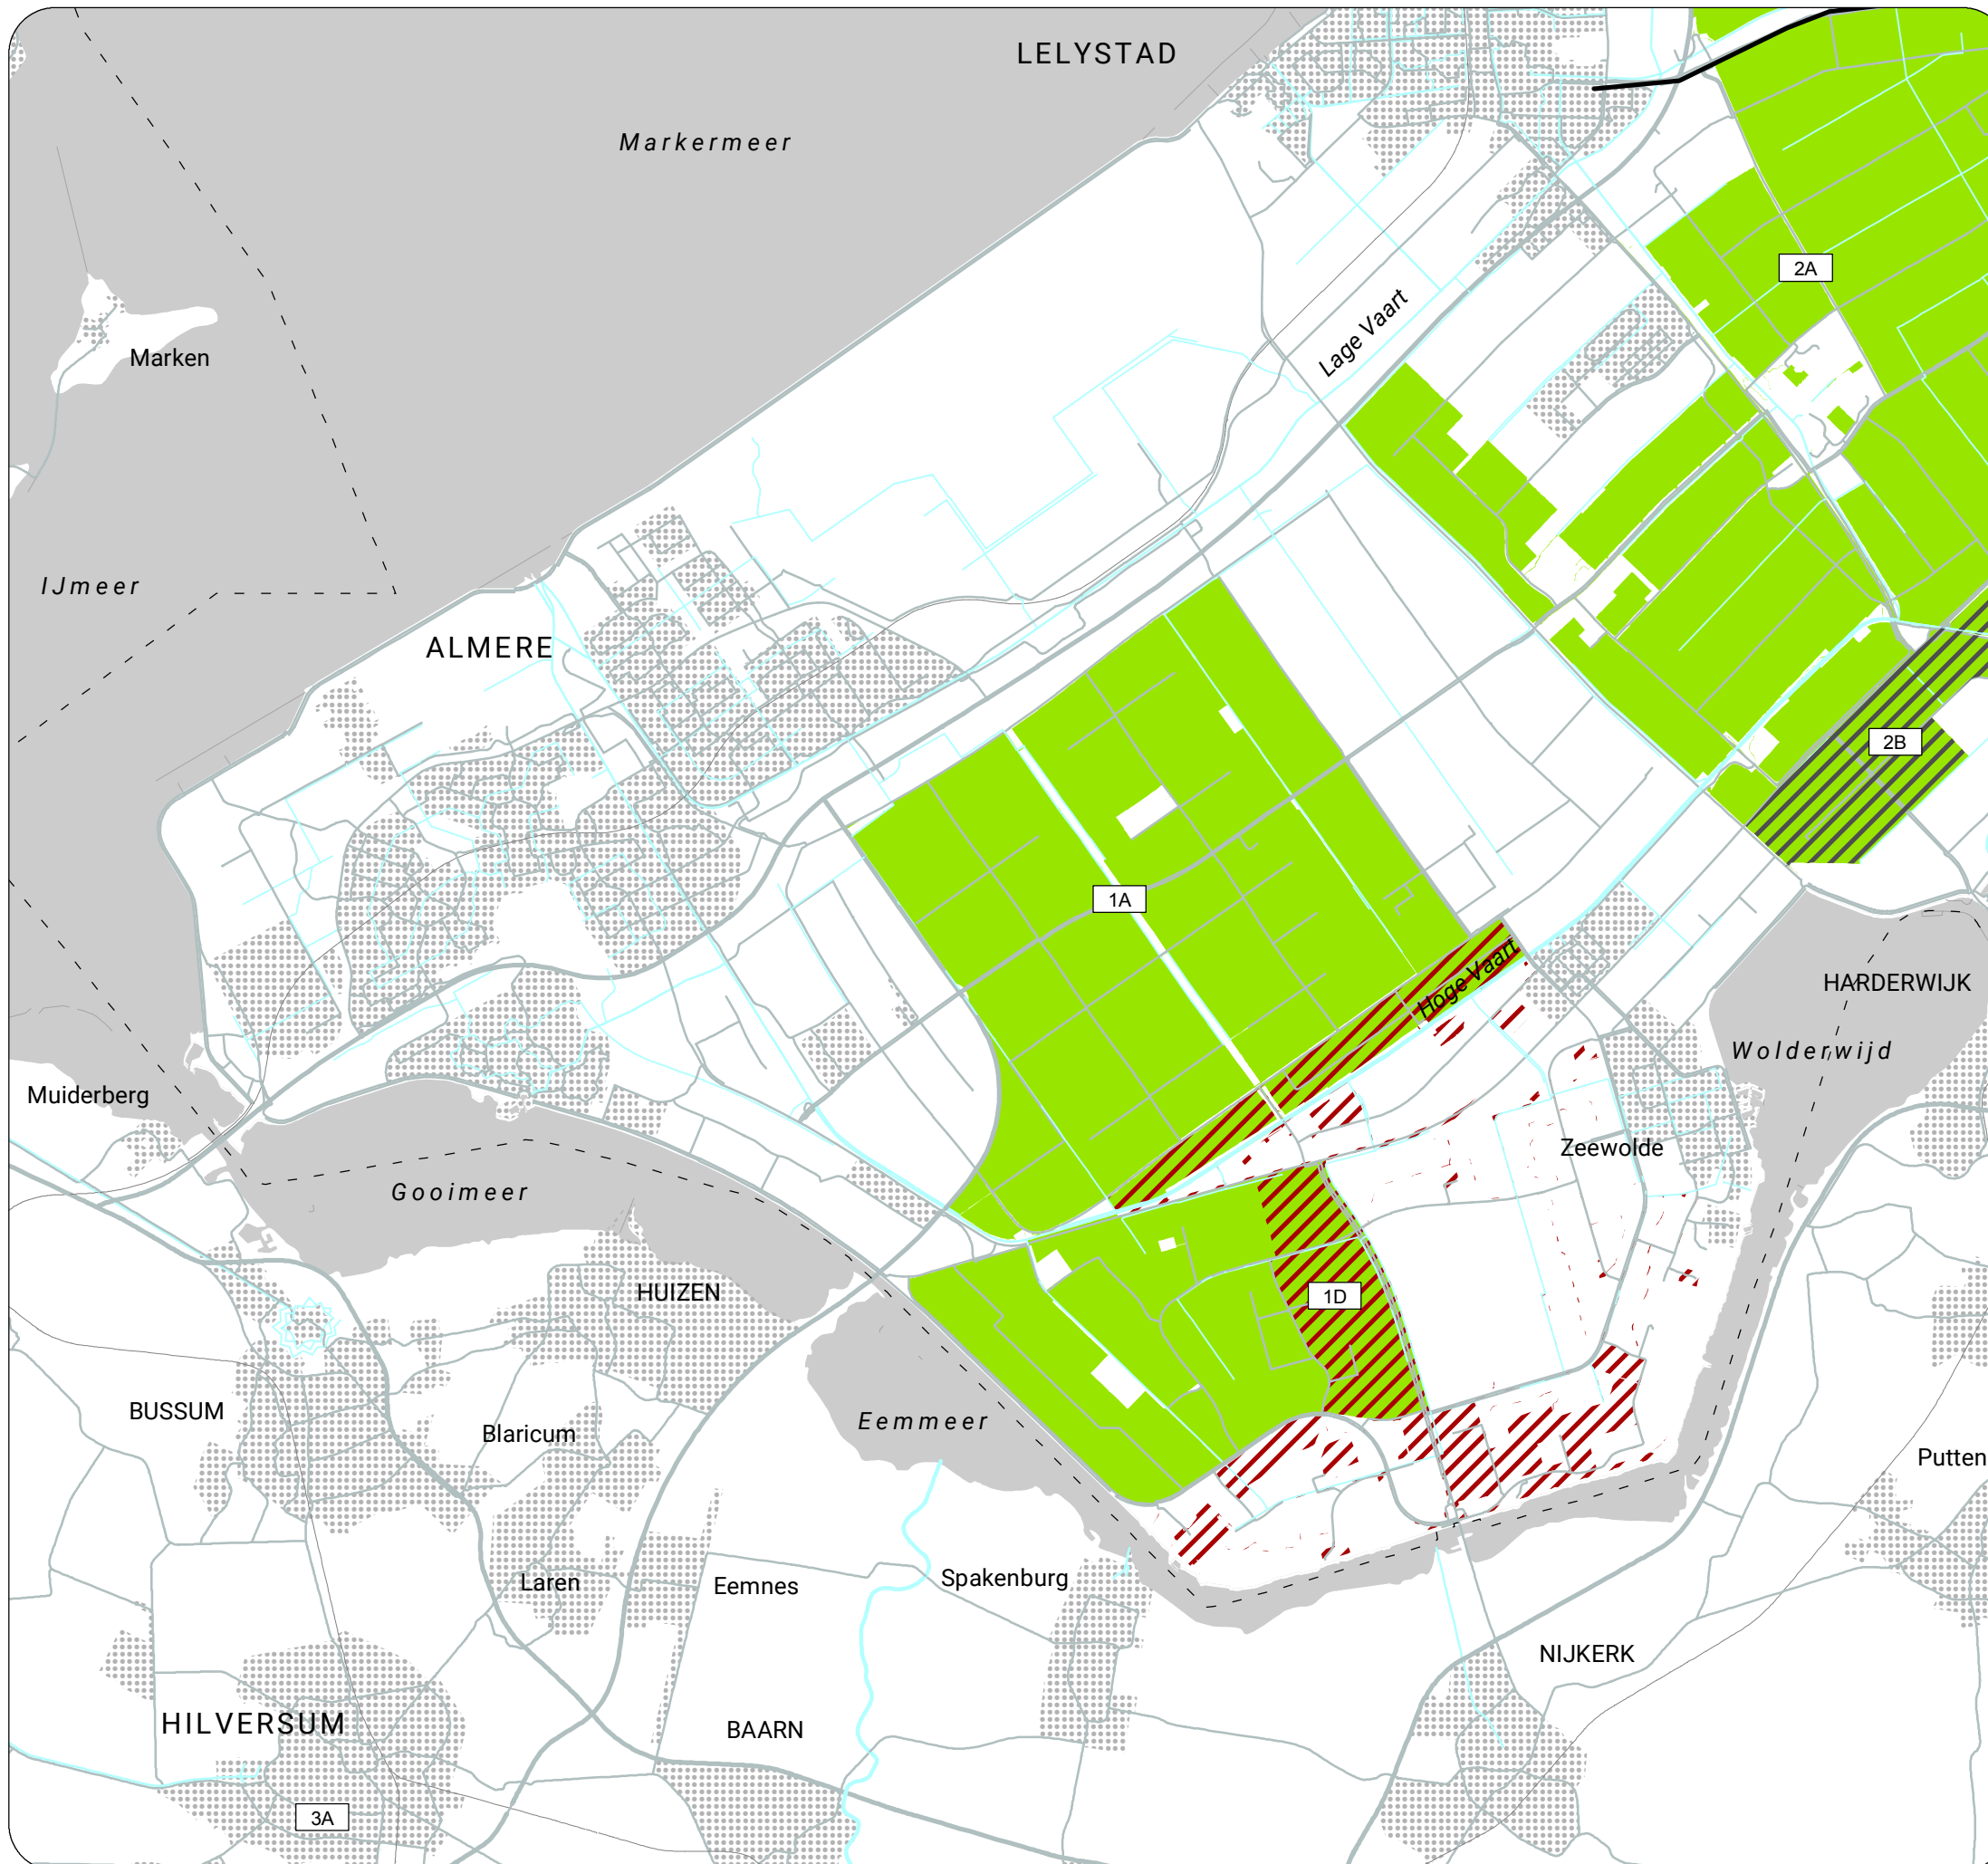 LELYSTAD
Markermeer
2A
Lage Vaart
Marken
IJmeer
ALMERE
2B
1A
Hoge Vaart
HARDERWIJK
Wolderwijd
Muiderberg
Zeewolde
Gooimeer
HUIZEN
1D
BUSSUM
Eemmeer
Blaricum
Putten
Laren
Eemnes
Spakenburg
NIJKERK
HILVERSUM
BAARN
3A